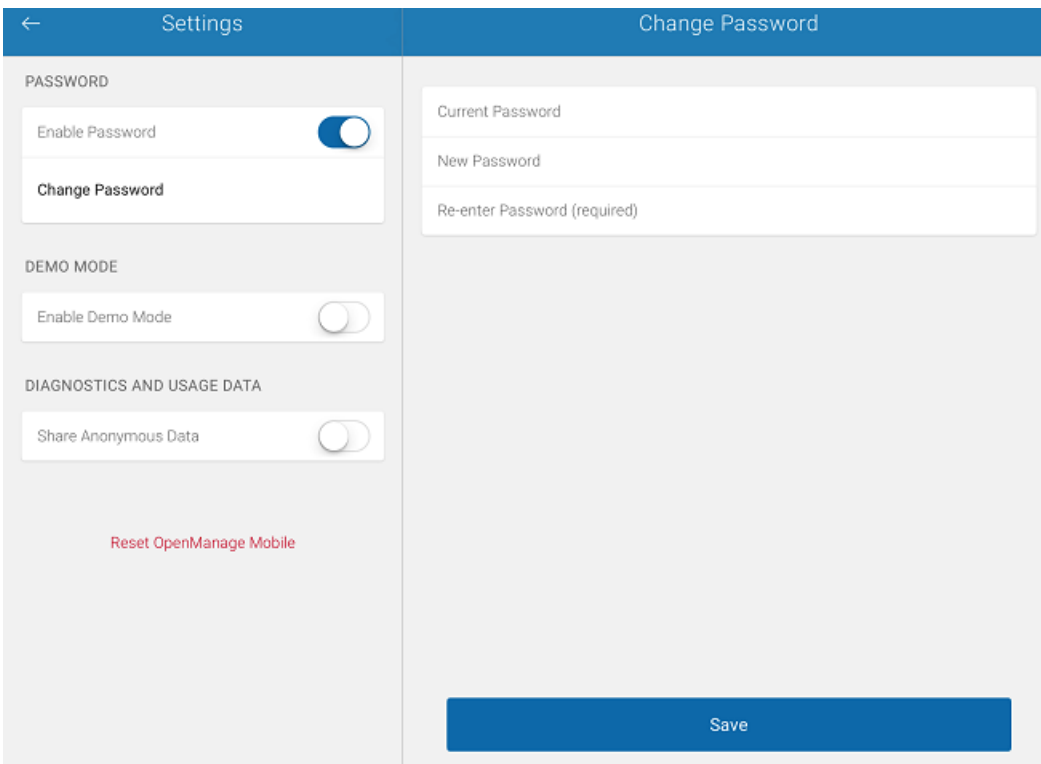 Settings
PASSWORD
Enable Password
Change Password
DEMO MODE
Enable Demo Mode
DIAGNOSTICS AND USAGE DATA
Share Anonymous Data
Reset OpenManage Mobile
Change Password
Current Password
New Password
Re-enter Password (required)
Save